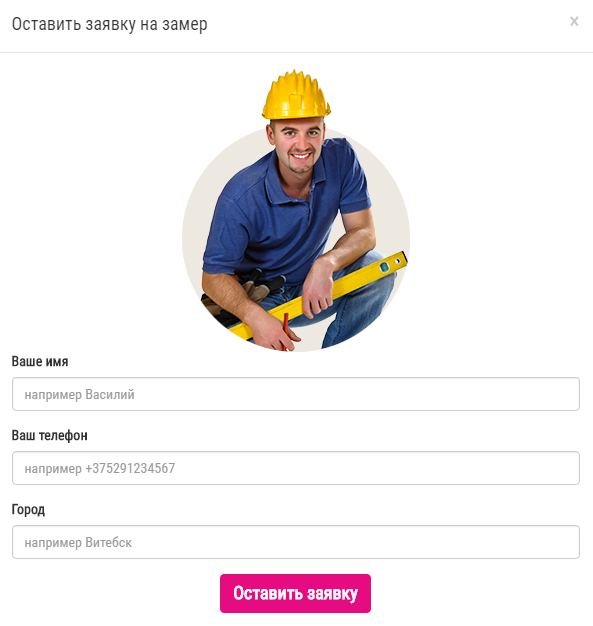 Оставить заявку на замер
×
Ваше имя
например Василий
Ваш телефон
например +375291234567
Город
например Витебск
Оставить заявку